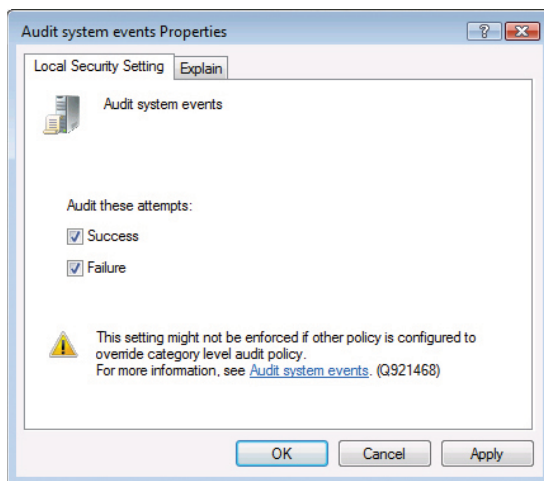 Audit system events Properties
Local Security Setting
Explain
Audit system events
Audit these attempts:
Success
Failure
This setting might not be enforced if other policy is configured to
override category level audit policy.
For more information, see Audit system events. (Q921468)
OK
Cancel
Apply